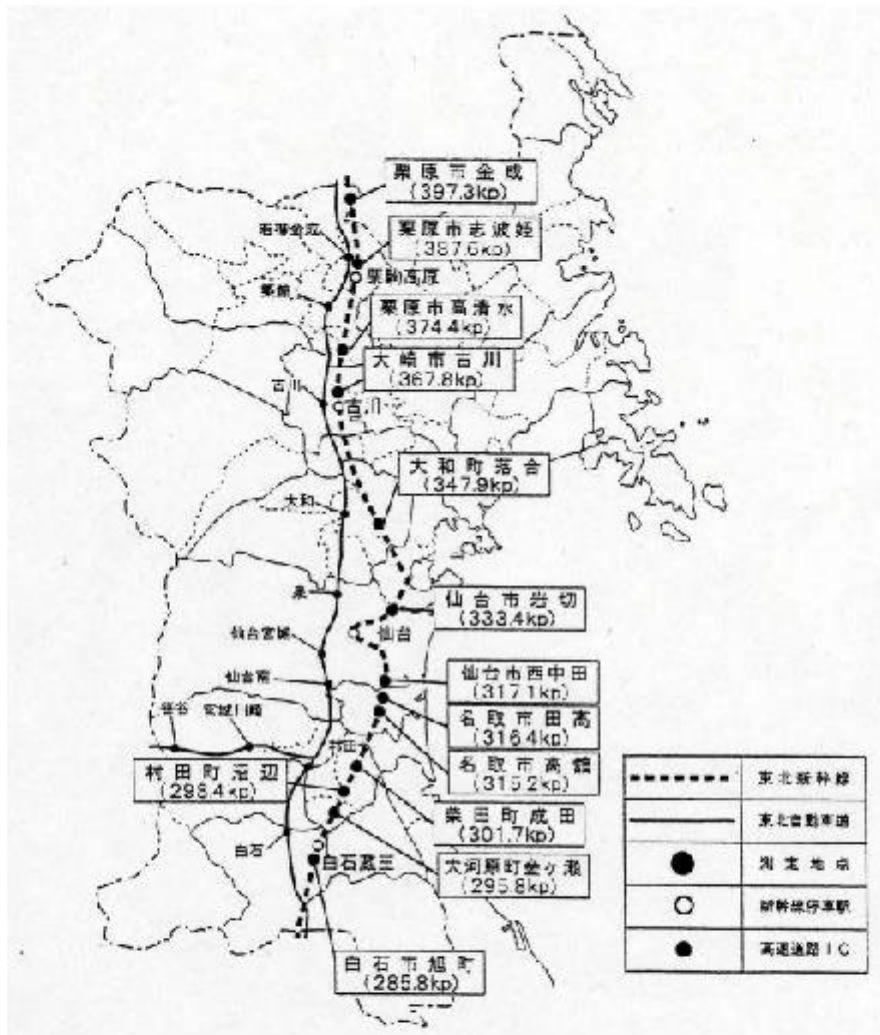 栗原市金成
(397.3kp)
栗原市志波姫
(387.6kp)
若柳金成
栗駒高原
築館
栗原市高清水
(374.4kp)
大崎市古川
(367.8kp)
古川
古川
大和町落合
(347.9kp)
大和
泉
仙台市岩切
(333.4kp)
仙台
仙台宮城
仙台南
仙台市西中田
(317.1kp)
名取市田高
(316.4kp)
笹谷
宮城川崎
村田
名取市高舘
(315.2kp)
村田町沼辺
(298.4kp)
柴田町成田
(301.7kp)
白石
白石蔵王
大河原町金ヶ瀬
(295.8kp)
白石市旭町
(285.8kp)
東北新幹線
東北自動車道
測定地点
新幹線停車駅
高速道路IC